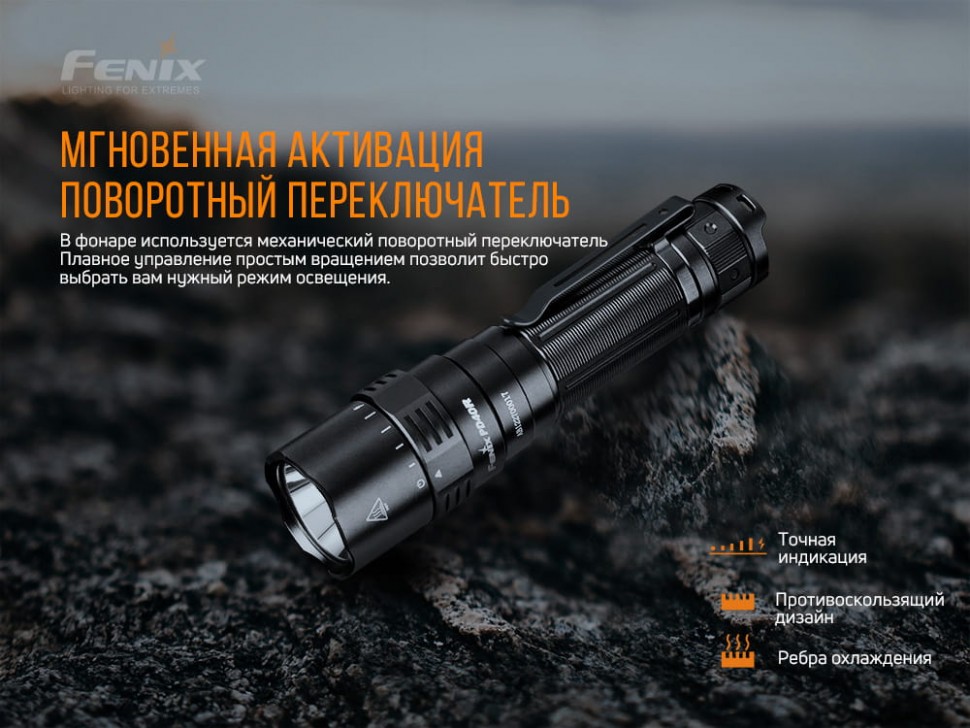 FENIX
LIGHTING FOR EXTREMES
МГНОВЕННАЯ АКТИВАЦИЯ
ПОВОРОТНЫЙ ПЕРЕКЛЮЧАТЕЛЬ
В фонаре используется механический поворотный переключатель
Плавное управление простым вращением позволит быстро
выбрать вам нужный режим освещения.
FENIX PD40R
Точная
индикация
Противоскользящий
дизайн
Ребра охлаждения